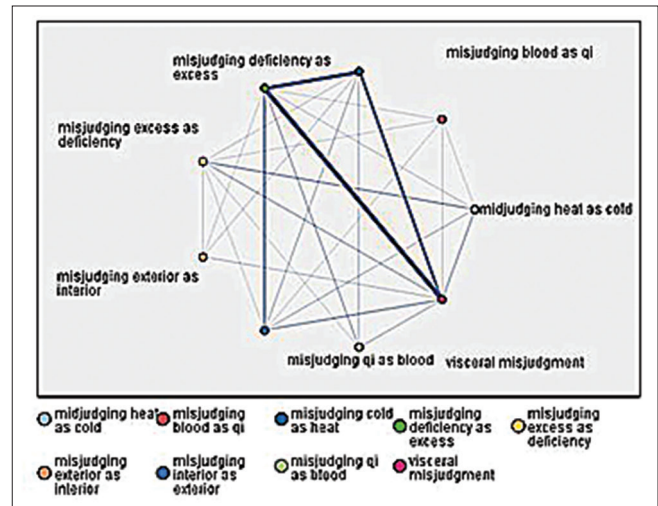 misjudging deficiency as
excess
misjudging blood as qi
misjudging excess as
deficiency
midjudging heat as cold
misjudging exterior as
interior
misjudging qi as blood
visceral misjudgment
midjudging heat
as cold
misjudging
blood as qi
misjudging cold
as heat
misjudging
deficiency as
excess
misjudging
excess as
deficiency
misjudging
exterior as
interior
misjudging
interior as
exterior
misjudging qi
as blood
visceral
misjudgment